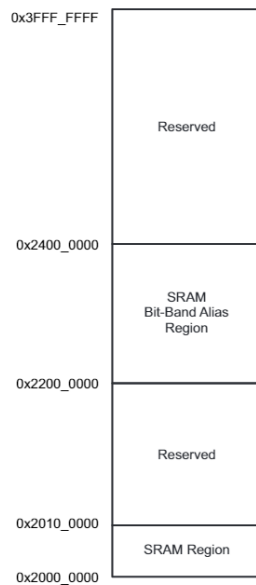 0x3FFF_FFFF
Reserved
0x2400_0000
SRAM
Bit-Band Alias
Region
0x2200_0000
Reserved
0x2010_0000
SRAM Region
0x2000_0000